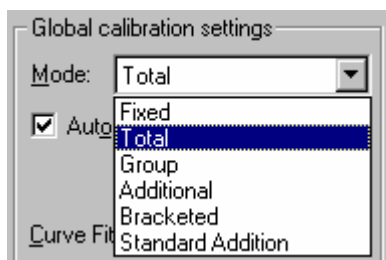 Global calibration settings
Mode: Total
Fixed
Auto
Total
Group
Additional
Bracketed
Curve Fit
Standard Addition